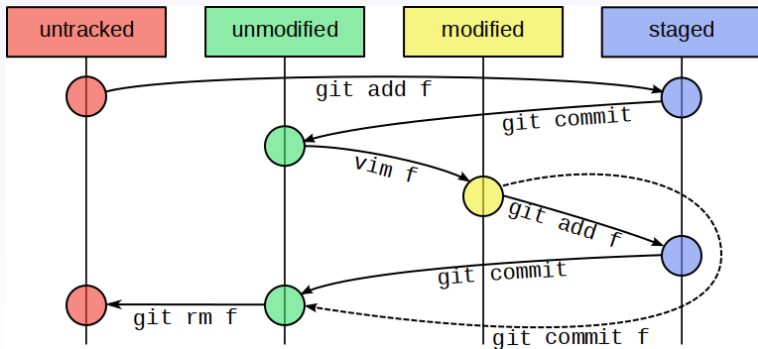 untracked
unmodified
modified
staged
git add f
git commit
vim f
git add f
git commit
git rm f
git commit f